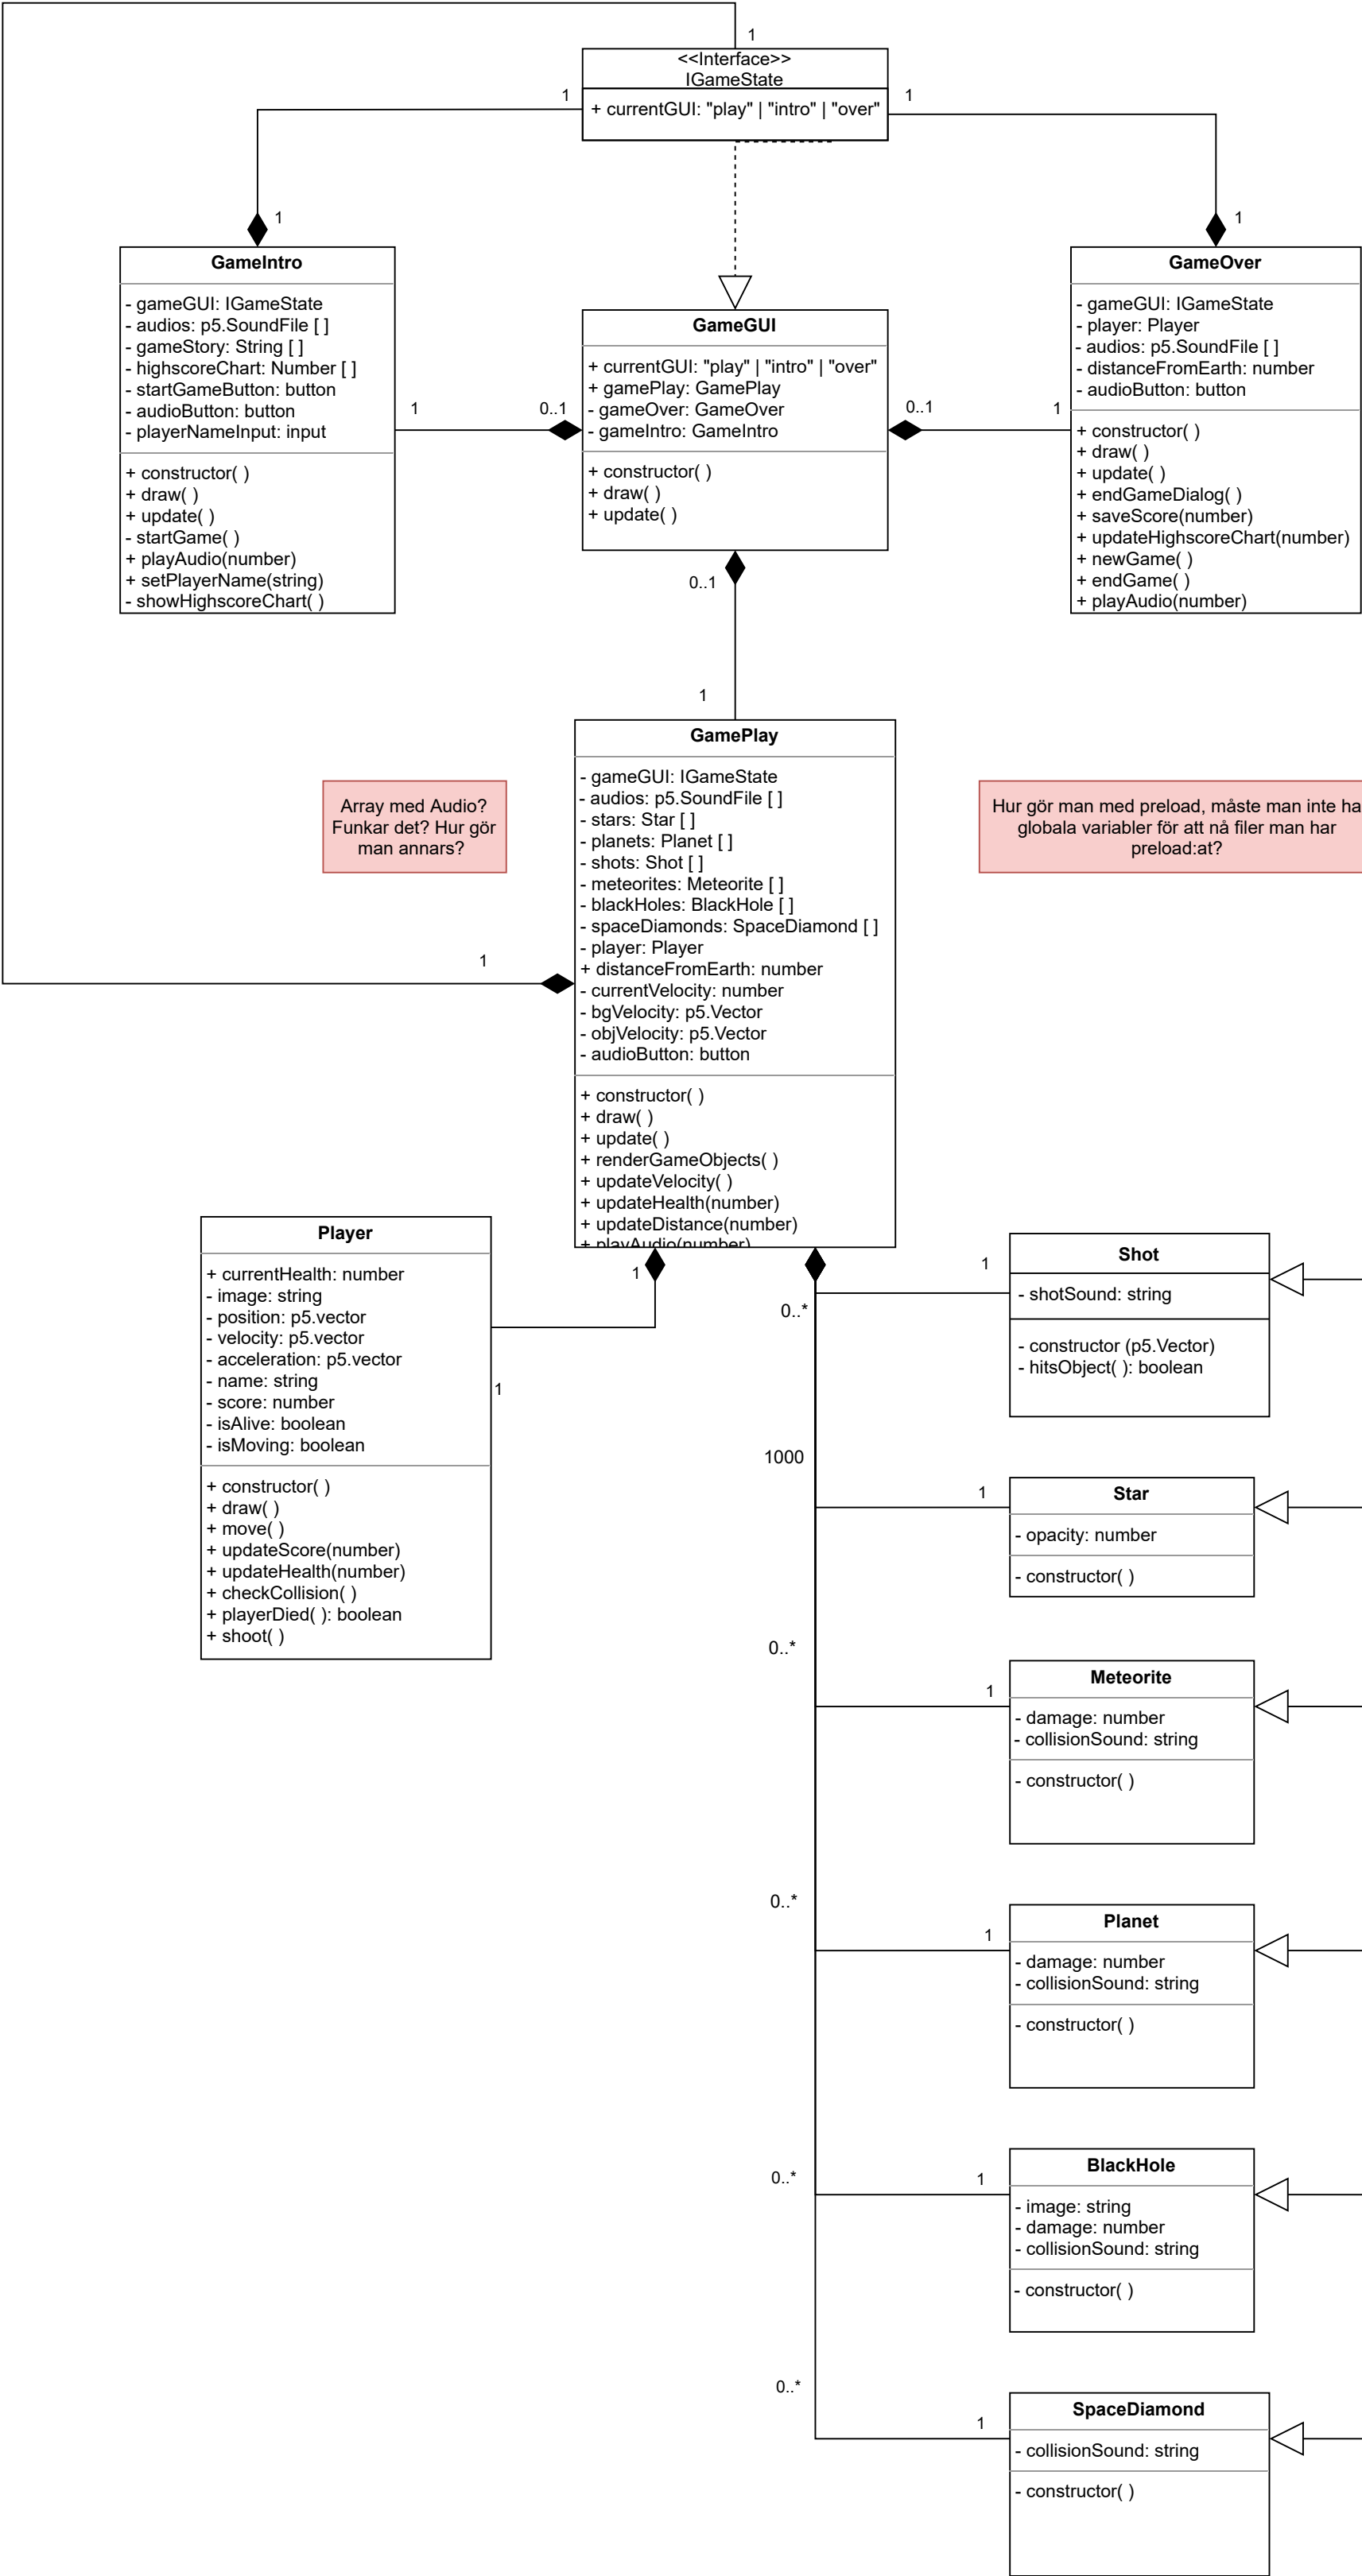 1
<<Interface>>
IGameState
1
+ currentGUI: "play" | "intro" | "over"
1
1
1
GameIntro
- gameGUI: IGameState
- audios: p5.SoundFile [ ]
- gameStory: String [ ]
- highscoreChart: Number [ ]
- startGameButton: button
- audioButton: button
- playerNameInput: input
+ constructor( )
+ draw( )
+ update( )
- startGame( )
+ playAudio(number)
+ setPlayerName(string)
- showHighscoreChart( )
1
0..1
GameGUI
+ currentGUI: "play" | "intro" | "over"
+ gamePlay: GamePlay
- gameOver: GameOver
- gameIntro: GameIntro
+ constructor( )
+ draw( )
+ update( )
0..1
1
GameOver
- gameGUI: IGameState
- player: Player
- audios: p5.SoundFile [ ]
- distanceFromEarth: number
- audioButton: button
+ constructor( )
+ draw( )
+ update( )
+ endGameDialog( )
+ saveScore(number)
+ updateHighscoreChart(number)
+ newGame( )
+ endGame( )
+ playAudio(number)
0..1
1
Array med Audio?
Funkar det? Hur gör
man annars?
Hur gör man med preload, måste man inte ha
globala variabler för att nå filer man har
preload:at?
1
GamePlay
- gameGUI: IGameState
- audios: p5.SoundFile [ ]
- stars: Star [ ]
- planets: Planet [ ]
- shots: Shot [ ]
- meteorites: Meteorite [ ]
- blackHoles: BlackHole [ ]
- spaceDiamonds: SpaceDiamond [ ]
- player: Player
+ distanceFromEarth: number
- currentVelocity: number
- bgVelocity: p5.Vector
- objVelocity: p5.Vector
- audioButton: button
+ constructor( )
+ draw( )
+ update( )
+ renderGameObjects( )
+ updateVelocity( )
+ updateHealth(number)
+ updateDistance(number)
+ playAudio(number)
Player
+ currentHealth: number
- image: string
- position: p5.vector
- velocity: p5.vector
- acceleration: p5.vector
- name: string
- score: number
- isAlive: boolean
- isMoving: boolean
+ constructor( )
+ draw( )
+ move( )
+ updateScore(number)
+ updateHealth(number)
+ checkCollision( )
+ playerDied( ): boolean
+ shoot( )
1
1
0..*
1
Shot
- shotSound: string
- constructor (p5.Vector)
- hitsObject( ): boolean
1000
1
Star
- opacity: number
- constructor( )
0..*
1
Meteorite
- damage: number
- collisionSound: string
- constructor( )
0..*
1
Planet
- damage: number
- collisionSound: string
- constructor( )
0..*
1
BlackHole
- image: string
- damage: number
- collisionSound: string
- constructor( )
0..*
1
SpaceDiamond
- collisionSound: string
- constructor( )